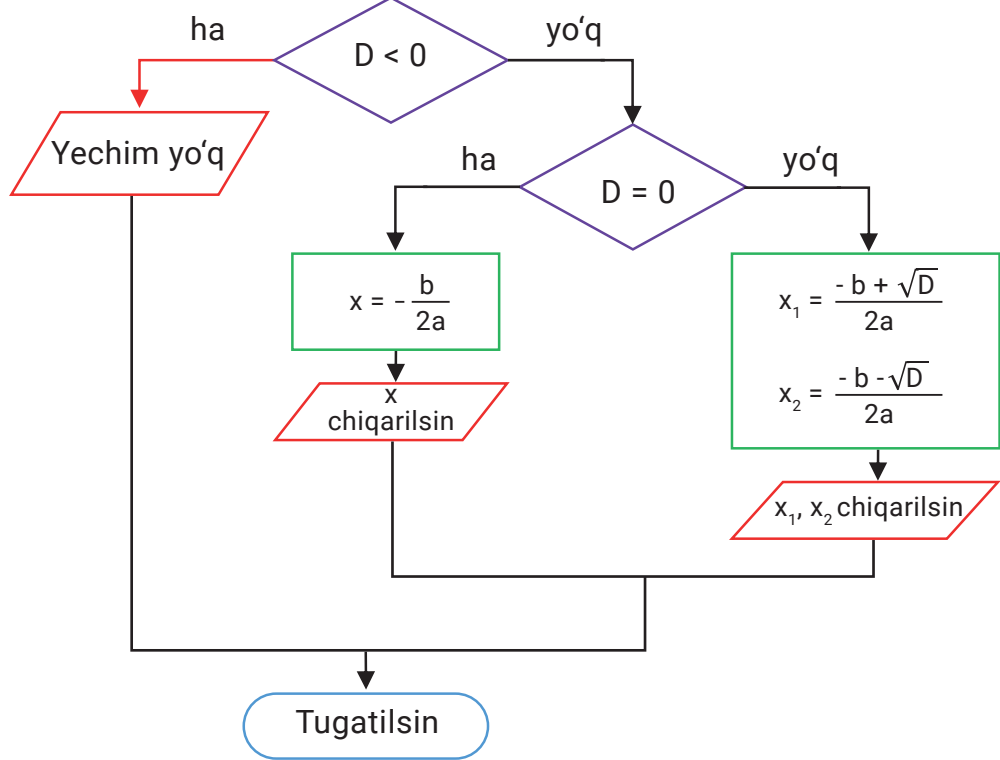 ha
yo‘q
D < 0
Yechim yo‘q
ha
yo‘q
D = 0
x = - b/2a
x
chiqarilsin
x₁ = (- b + √D)/2a
x₂ = (- b - √D)/2a
x₁, x₂ chiqarilsin
Tugatilsin